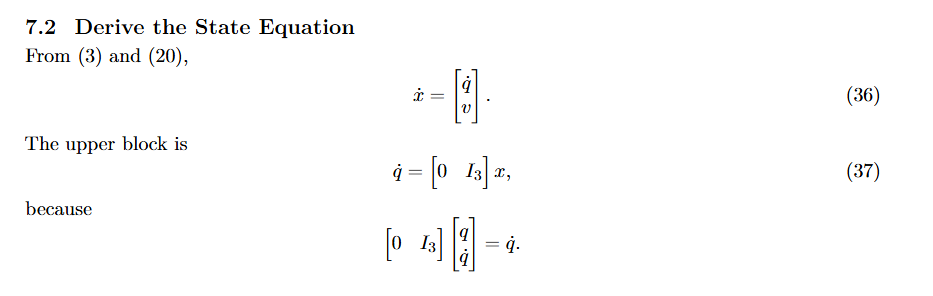 7.2 Derive the State Equation
From (3) and (20),
ẋ = [q̇ v] . (36)
The upper block is
q̇ = [0 I₃] x, (37)
because
[0 I₃] [q q̇] = q̇.